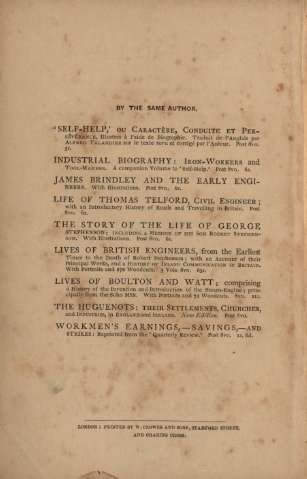 BY THE SAME AUTHOR.
'SELF-HELP,' OU CARACTÈRE, CONDUITE ET PER-
SÉVÉRANCE, Illustrés à l'aide de Biographies. Traduit de l'Anglais par
ALFRED TALANDIER sur le texte revu et corrigé par l'Auteur. Post 8vo.
5s.
INDUSTRIAL BIOGRAPHY: IRON-WORKERS and
TOOL-MAKERS. A companion Volume to "Self-Help." Post 8vo. 6s.
JAMES BRINDLEY AND THE EARLY ENGI-
NEERS. With Illustrations. Post 8vo. 6s.
LIFE OF THOMAS TELFORD, CIVIL ENGINEER;
with an Introductory History of Roads and Travelling in Britain. Post
8vo. 6s.
THE STORY OF THE LIFE OF GEORGE
STEPHENSON: INCLUDING A MEMOIR OF HIS SON ROBERT STEPHEN-
SON. With Illustrations. Post 8vo. 6s.
LIVES OF BRITISH ENGINEERS, from the Earliest
Times to the Death of Robert Stephenson; with an Account of their
Principal Works, and a HISTORY OF INLAND COMMUNICATION IN BRITAIN.
With Portraits and Woodcuts. 3 Vols. 8vo. 63s.
LIVES OF BOULTON AND WATT; comprising
a History of the Invention and Introduction of the Steam-Engine; prin-
cipally from the Soho MSS. With Portraits and Woodcuts. 8vo. 21s.
THE HUGUENOTS: THEIR SETTLEMENTS, CHURCHES,
and INDUSTRIES, in ENGLAND and IRELAND. New Edition. Post 8vo.
WORKMEN'S EARNINGS,—SAVINGS,—AND
STRIKES: Reprinted from the "Quarterly Review." Post 8vo. 1s. 6d.
LONDON: PRINTED BY W. CLOWES AND SONS, STAMFORD STREET,
AND CHARING CROSS.